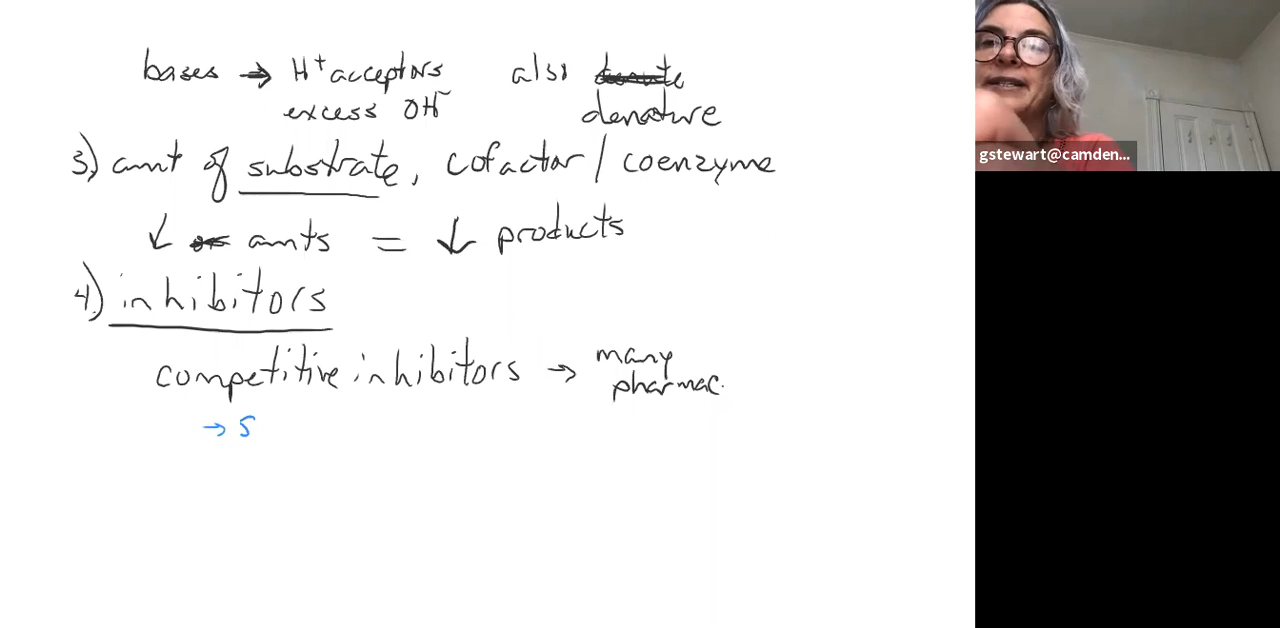 bases → H⁺ acceptors also
excess OH⁻ denature
3.) amt of substrate, cofactor / coenzyme
↓ amts = ↓ products
4.) inhibitors
competitive inhibitors → many
pharmac.
→ S
gstewart@camden...